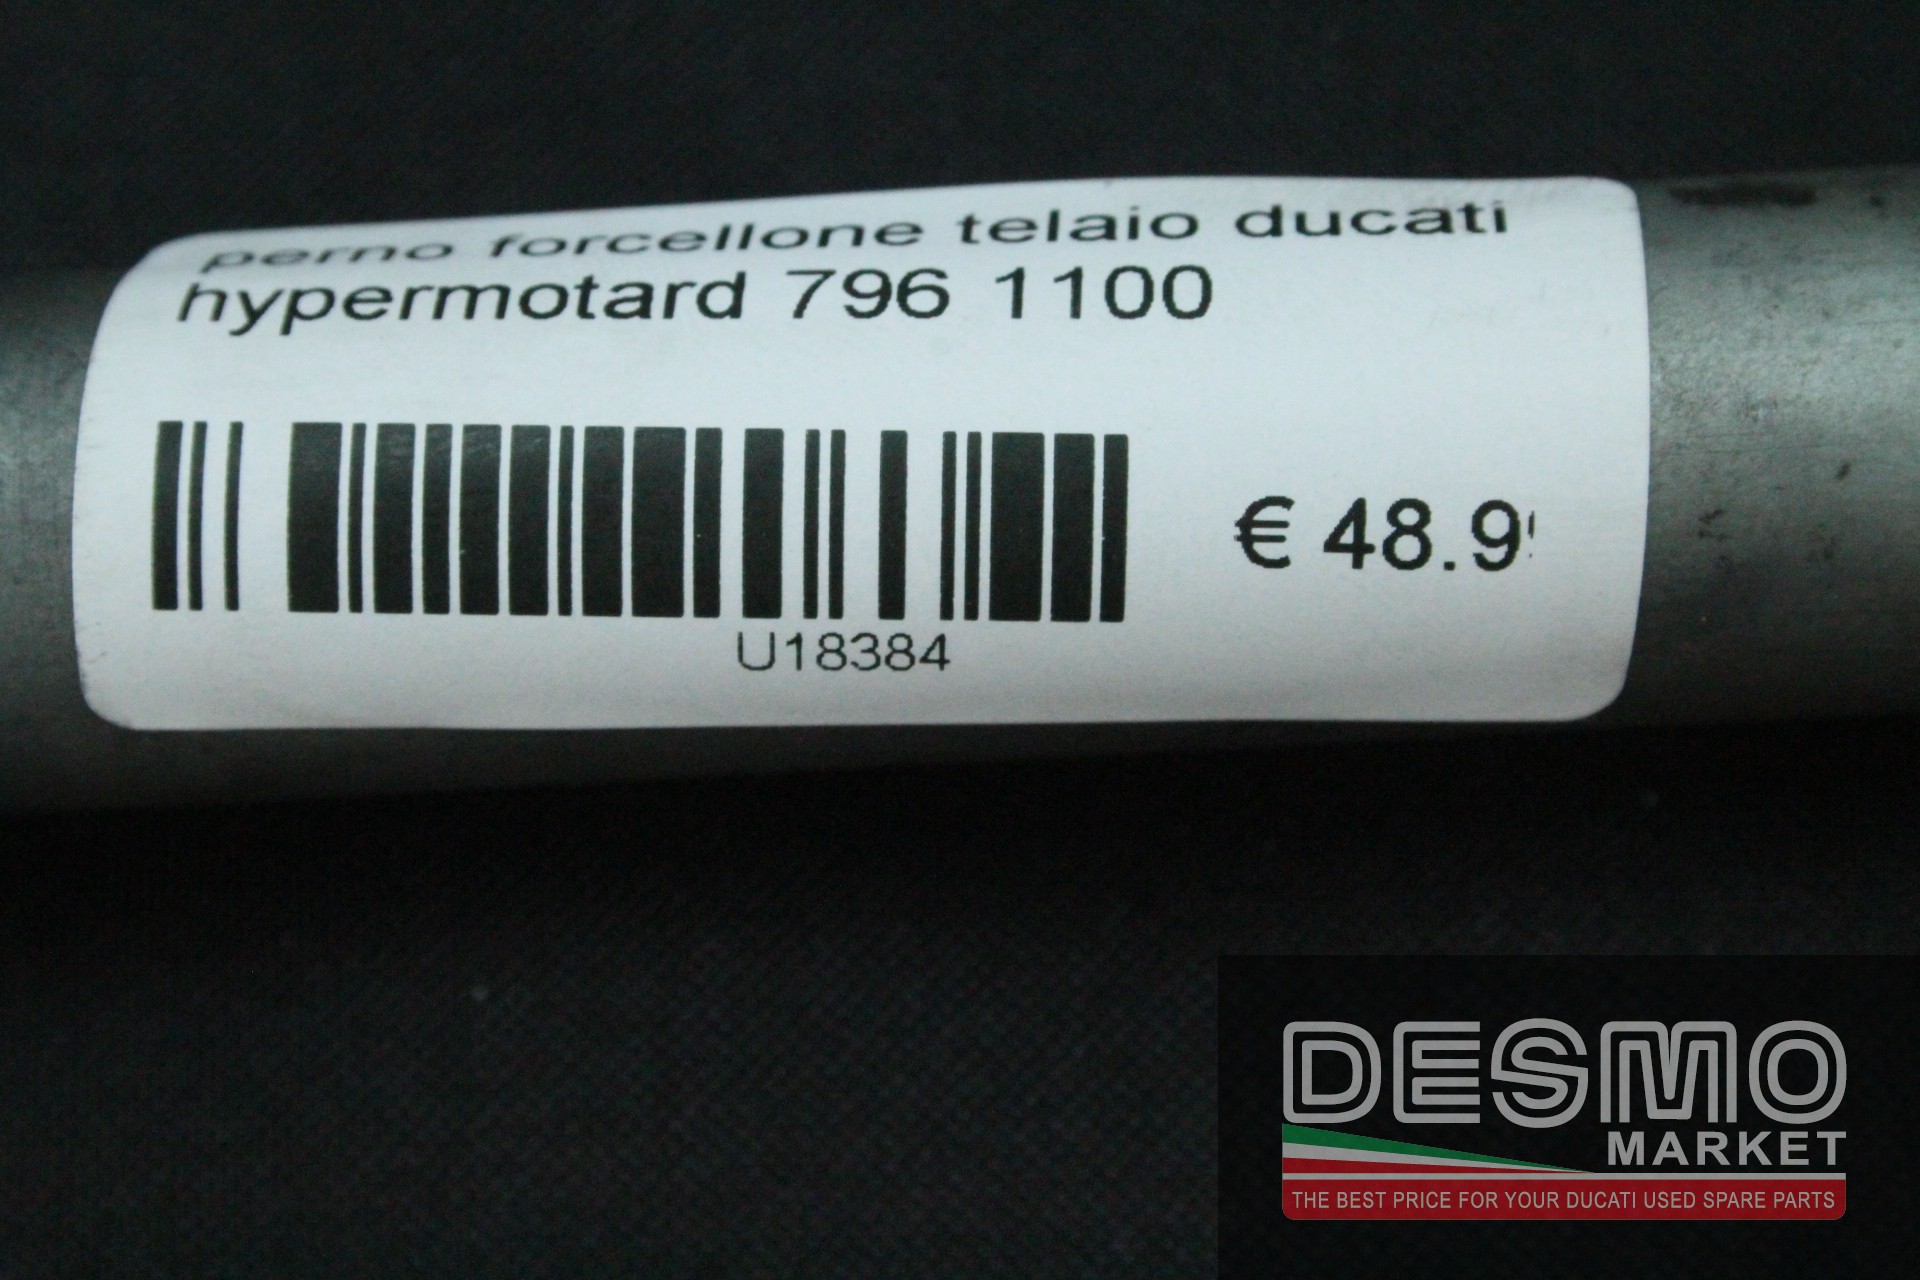 perno forcellone telaio ducati
hypermotard 796 1100
€ 48.9
U18384
DESMO
MARKET
THE BEST PRICE FOR YOUR DUCATI USED SPARE PARTS